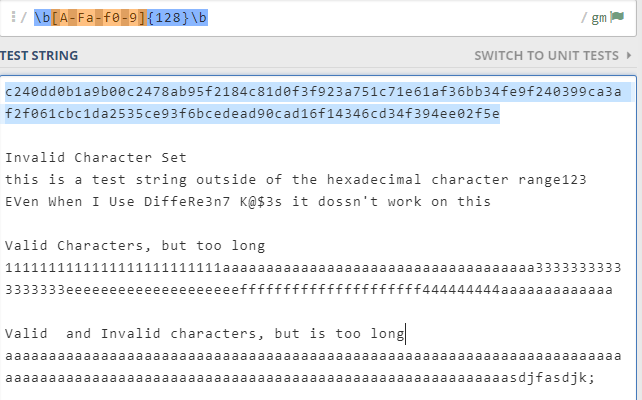 / \b[A-Fa-f0-9]{128}\b / gm
TEST STRING SWITCH TO UNIT TESTS
c240dd0b1a9b00c2478ab95f2184c81d0f3f923a751c71e61af36bb34fe9f240399ca3a
f2f061cbc1da2535ce93f6bcedead90cad16f14346cd34f394ee02f5e
Invalid Character Set
this is a test string outside of the hexadecimal character range123
EVen When I Use DiffeRe3n7 K@$3s it dossn't work on this
Valid Characters, but too long
1111111111111111111111111aaaaaaaaaaaaaaaaaaaaaaaaaaaaaaaaaaaa3333333333
3333333eeeeeeeeeeeeeeeeeeeefffffffffffffffffffff444444444aaaaaaaaaaaaa
Valid  and Invalid characters, but is too long
aaaaaaaaaaaaaaaaaaaaaaaaaaaaaaaaaaaaaaaaaaaaaaaaaaaaaaaaaaaaaaaaaaaaaaa
aaaaaaaaaaaaaaaaaaaaaaaaaaaaaaaaaaaaaaaaaaaaaaaaaaaaaaaaaasdjfasdjk;